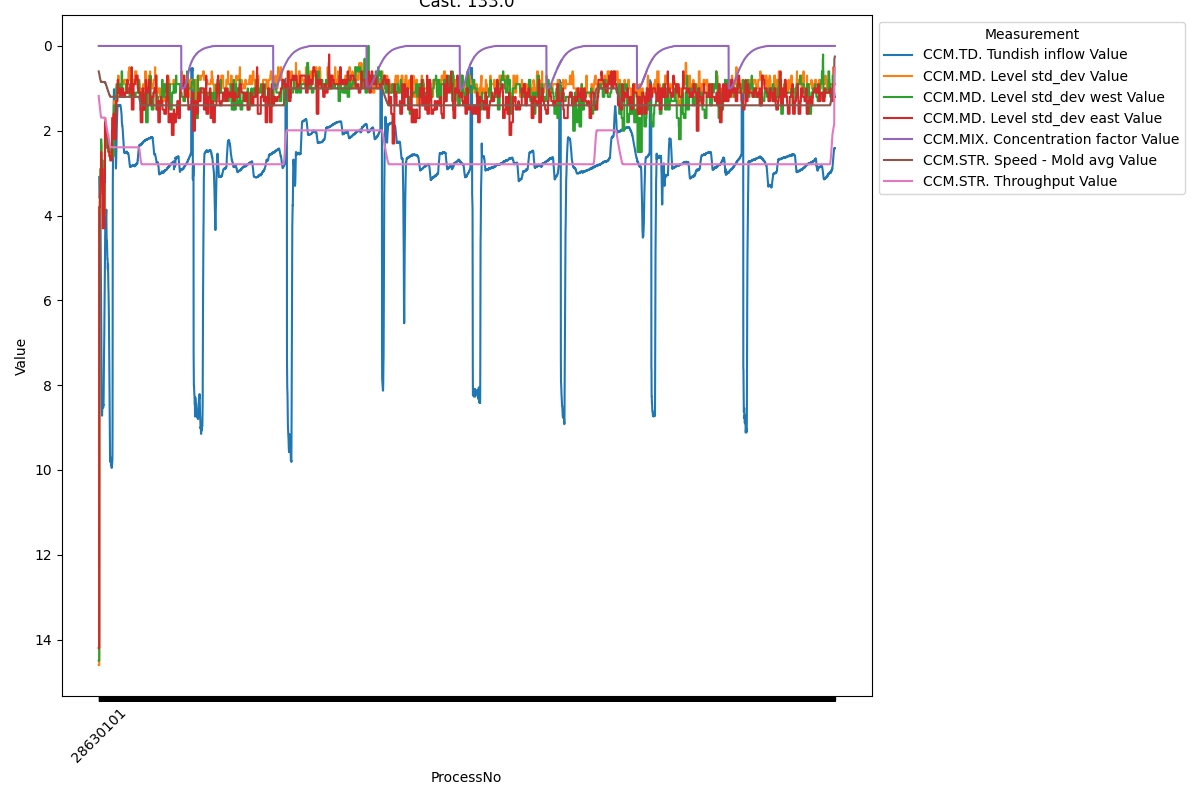 Cast: 133.0
Measurement
CCM.TD. Tundish inflow Value
CCM.MD. Level std_dev Value
CCM.MD. Level std_dev west Value
CCM.MD. Level std_dev east Value
CCM.MIX. Concentration factor Value
CCM.STR. Speed - Mold avg Value
CCM.STR. Throughput Value
Value
0
2
4
6
8
10
12
14
28630101
ProcessNo